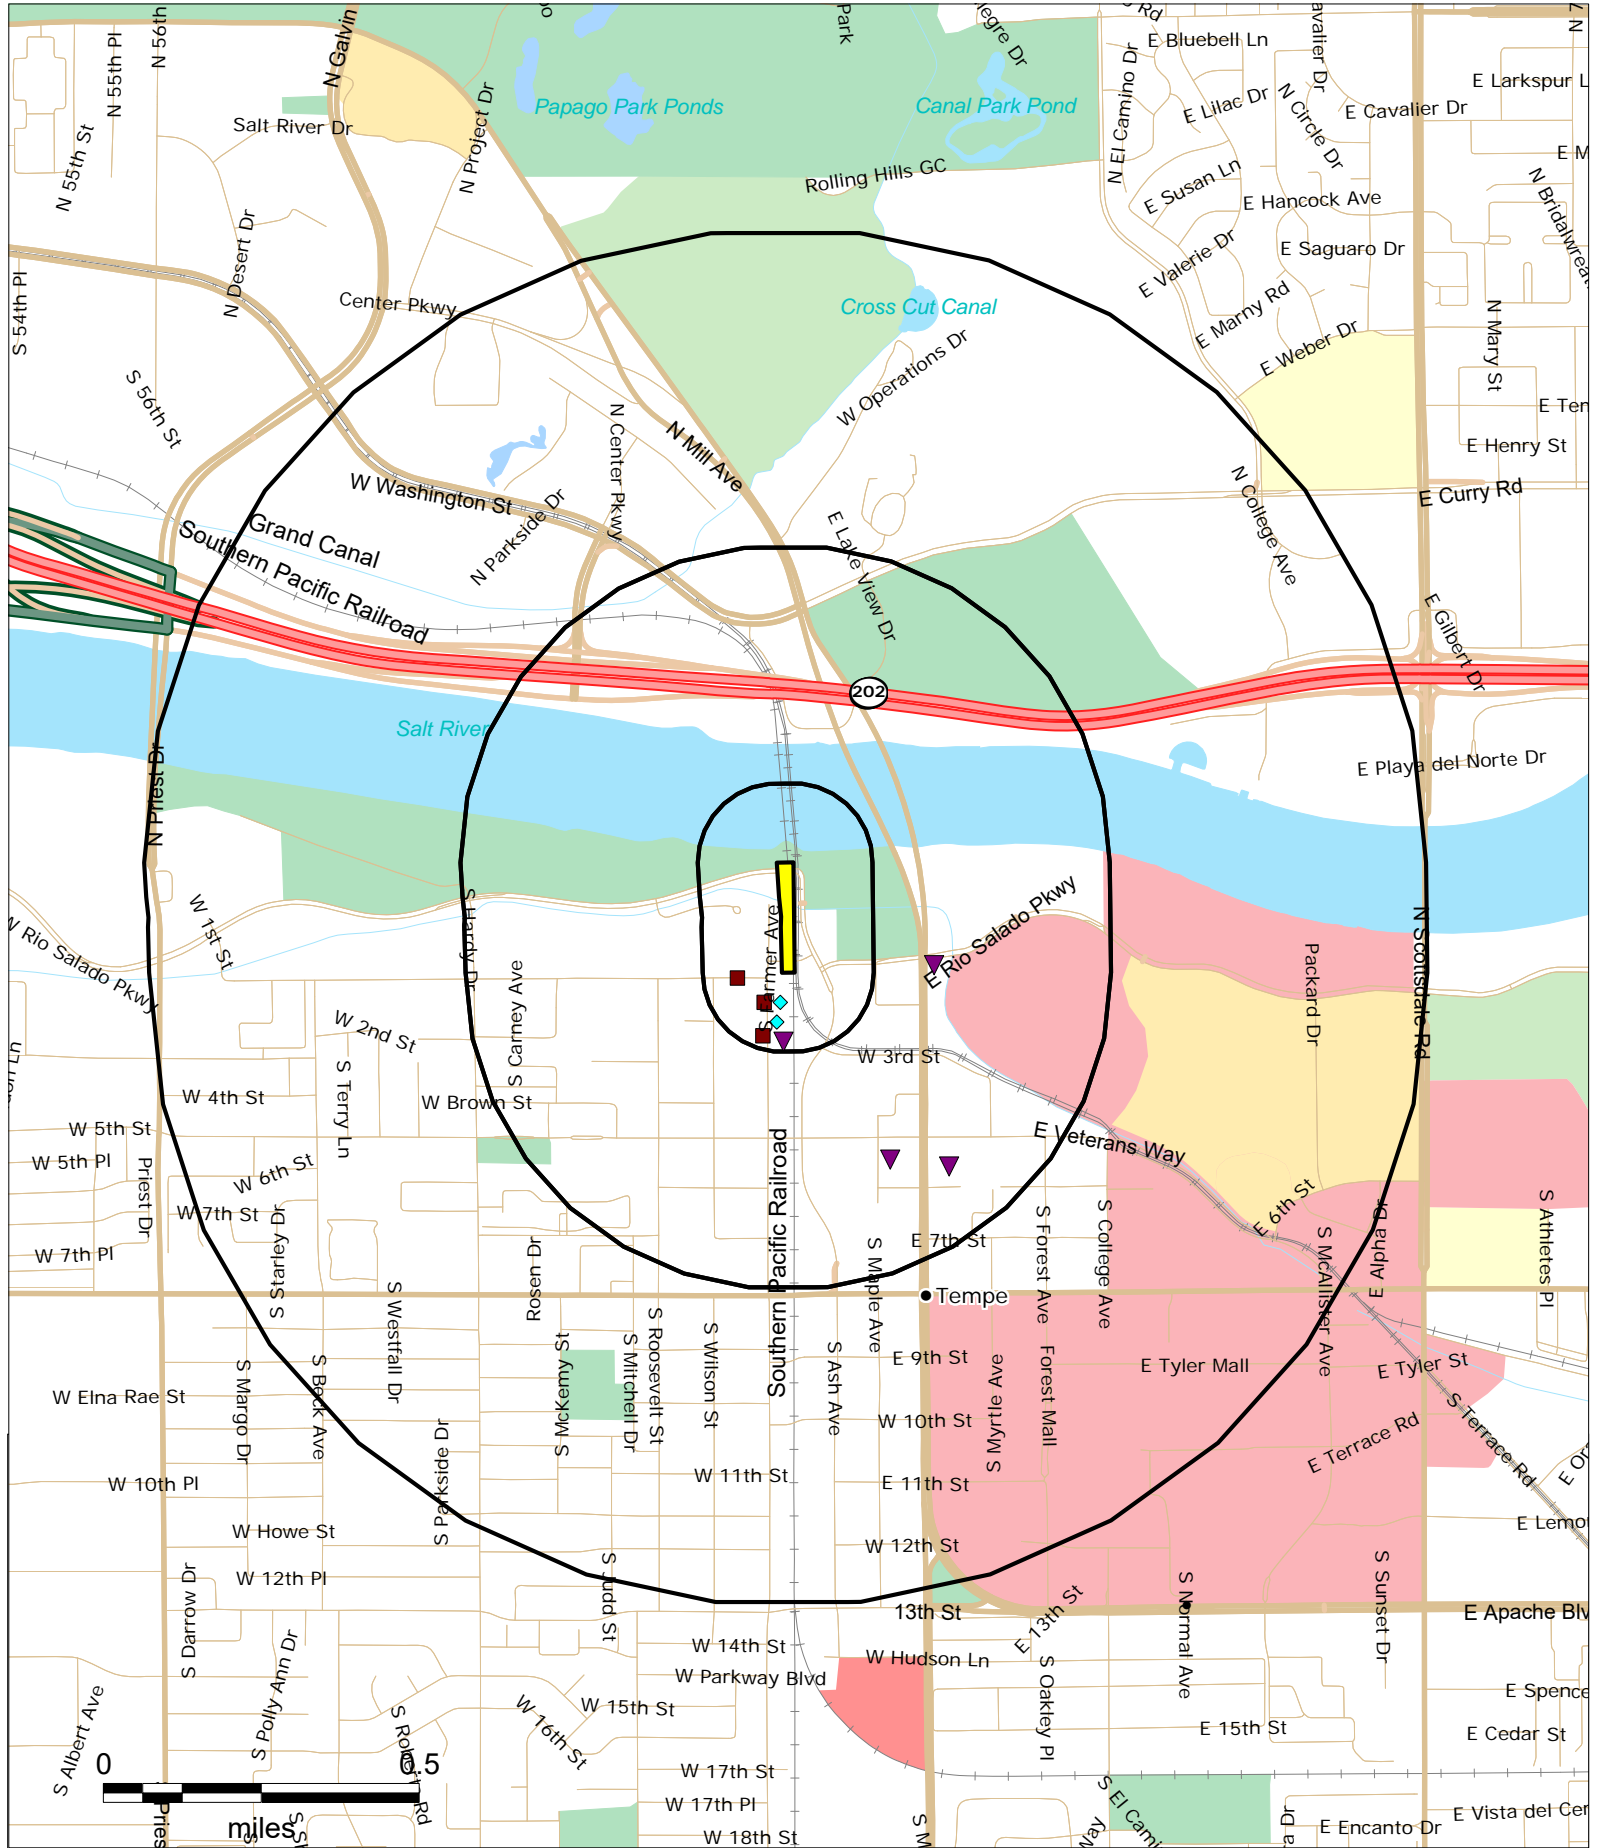 N 55th Pl
N 56th
N Galvin
Park
E Bluebell Ln
E Larkspur L
N 55th St
Salt River Dr
N Project Dr
Papago Park Ponds
Canal Park Pond
N El Camino Dr
E Lilac Dr
N Circle Dr
E Cavalier Dr
E M
Rolling Hills GC
E Susan Ln
E Hancock Ave
N Bridalwrea
S 54th Pl
N Desert Dr
Center Pkwy
Cross Cut Canal
E Valerie Dr
E Saguaro Dr
E Marny Rd
E Weber Dr
N Mary St
W Operations Dr
S 56th St
N Center Pkwy
N Mill Ave
E Ten
E Henry St
W Washington St
N Parkside Dr
N College Ave
E Curry Rd
Grand Canal
Southern Pacific Railroad
E Lake View Dr
E Gilbert Dr
202
Salt River
N Priest Dr
E Playa del Norte Dr
W Rio Salado Pkwy
W 1st St
S Hardy Dr
S Carney Ave
S Farmer Ave
E Rio Salado Pkwy
Packard Dr
N Scottsdale Rd
W 2nd St
W 3rd St
S Terry Ln
W 4th St
W Brown St
W 5th St
E Veterans Way
W 5th Pl
Priest Dr
W 6th St
W 7th St
E 6th St
W 7th Pl
S Starley Dr
Rosen Dr
Southern Pacific Railroad
S Maple Ave
E 7th St
S Forest Ave
S College Ave
S McAllister Ave
E Alpha Dr
S Athletes Pl
Tempe
S Westfall Dr
W Elna Rae St
S Margo Dr
S Beck Ave
S McKemy St
S Mitchell Dr
S Roosevelt St
S Wilson St
S Ash Ave
E 9th St
S Myrtle Ave
Forest Mall
E Tyler Mall
E Tyler St
W 10th St
W 10th Pl
S Parkside Dr
W 11th St
E 11th St
E Terrace Rd
S Terrace Rd
W Howe St
W 12th St
E Lemo
W 12th Pl
S Darrow Dr
S Judd St
13th St
E 13th St
S Normal Ave
S Sunset Dr
E Apache Blv
S Polly Ann Dr
W 14th St
W Hudson Ln
W Parkway Blvd
S Oakley Pl
S Albert Ave
W 16th St
W 15th St
E 15th St
E Spence
E Cedar St
0
0.5
miles
W 17th St
W 17th Pl
W 18th St
S M
S El Cami
Way
E Encanto Dr
E Vista del Cer